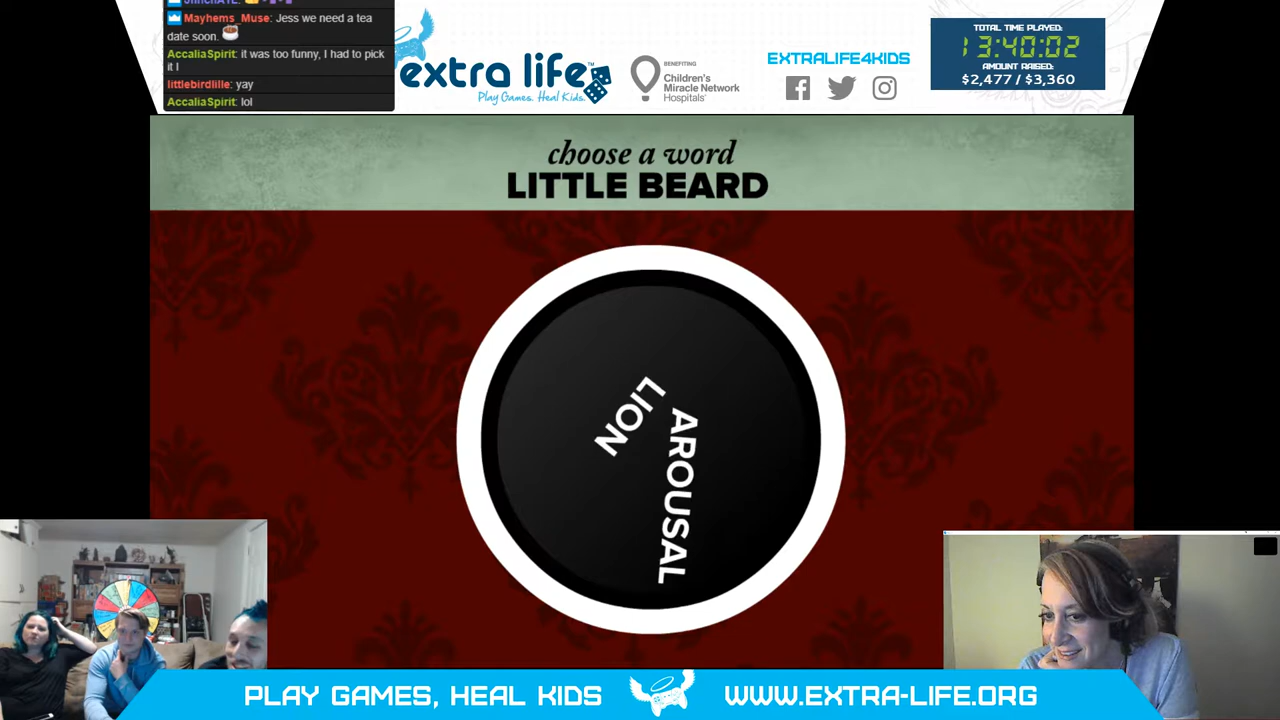 Mayhems_Muse: Jess we need a tea
date soon.
AccaliaSpirit: it was too funny, I had to pick
it !
littlebirdlille: yay
AccaliaSpirit: lol
extra life™
Play Games. Heal Kids.
BENEFITING
Children's
Miracle Network
Hospitals
EXTRALIFE4KIDS
TOTAL TIME PLAYED:
13:40:02
AMOUNT RAISED:
$2,477 / $3,360
choose a word
LITTLE BEARD
LION
AROUSAL
PLAY GAMES, HEAL KIDS
WWW.EXTRA-LIFE.ORG